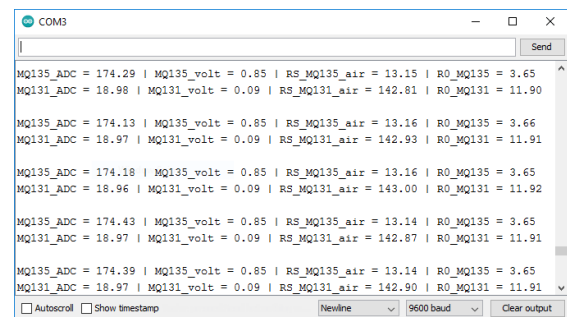 COM3
Send
MQ135_ADC = 174.29 | MQ135_volt = 0.85 | RS_MQ135_air = 13.15 | R0_MQ135 = 3.65
MQ131_ADC = 18.98 | MQ131_volt = 0.09 | RS_MQ131_air = 142.81 | R0_MQ131 = 11.90
MQ135_ADC = 174.13 | MQ135_volt = 0.85 | RS_MQ135_air = 13.16 | R0_MQ135 = 3.66
MQ131_ADC = 18.97 | MQ131_volt = 0.09 | RS_MQ131_air = 142.93 | R0_MQ131 = 11.91
MQ135_ADC = 174.18 | MQ135_volt = 0.85 | RS_MQ135_air = 13.16 | R0_MQ135 = 3.65
MQ131_ADC = 18.96 | MQ131_volt = 0.09 | RS_MQ131_air = 143.00 | R0_MQ131 = 11.92
MQ135_ADC = 174.43 | MQ135_volt = 0.85 | RS_MQ135_air = 13.14 | R0_MQ135 = 3.65
MQ131_ADC = 18.97 | MQ131_volt = 0.09 | RS_MQ131_air = 142.87 | R0_MQ131 = 11.91
MQ135_ADC = 174.39 | MQ135_volt = 0.85 | RS_MQ135_air = 13.14 | R0_MQ135 = 3.65
MQ131_ADC = 18.97 | MQ131_volt = 0.09 | RS_MQ131_air = 142.90 | R0_MQ131 = 11.91
Autoscroll Show timestamp Newline 9600 baud Clear output